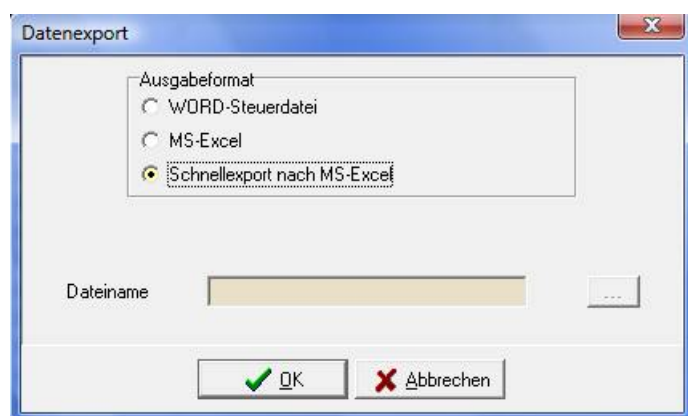 Datenexport
Ausgabeformat
WORD-Steuerdatei
MS-Excel
Schnellexport nach MS-Excel
Dateiname
...
OK
Abbrechen